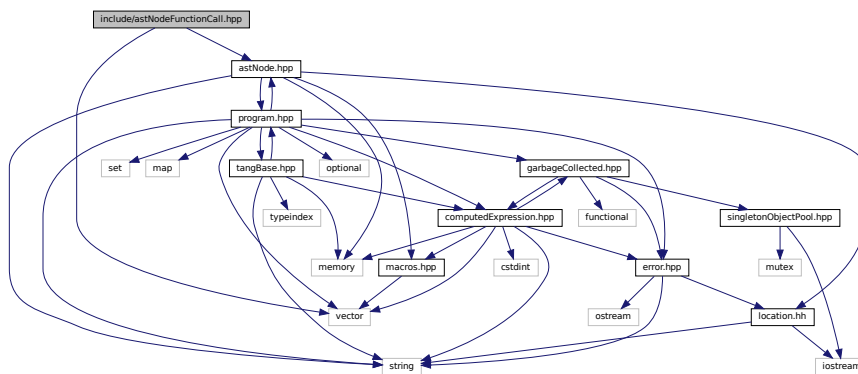 include/astNodeFunctionCall.hpp
astNode.hpp
program.hpp
set
map
tangBase.hpp
optional
garbageCollected.hpp
typeindex
computedExpression.hpp
functional
singletonObjectPool.hpp
memory
macros.hpp
cstdint
error.hpp
mutex
vector
ostream
location.hh
string
iostream